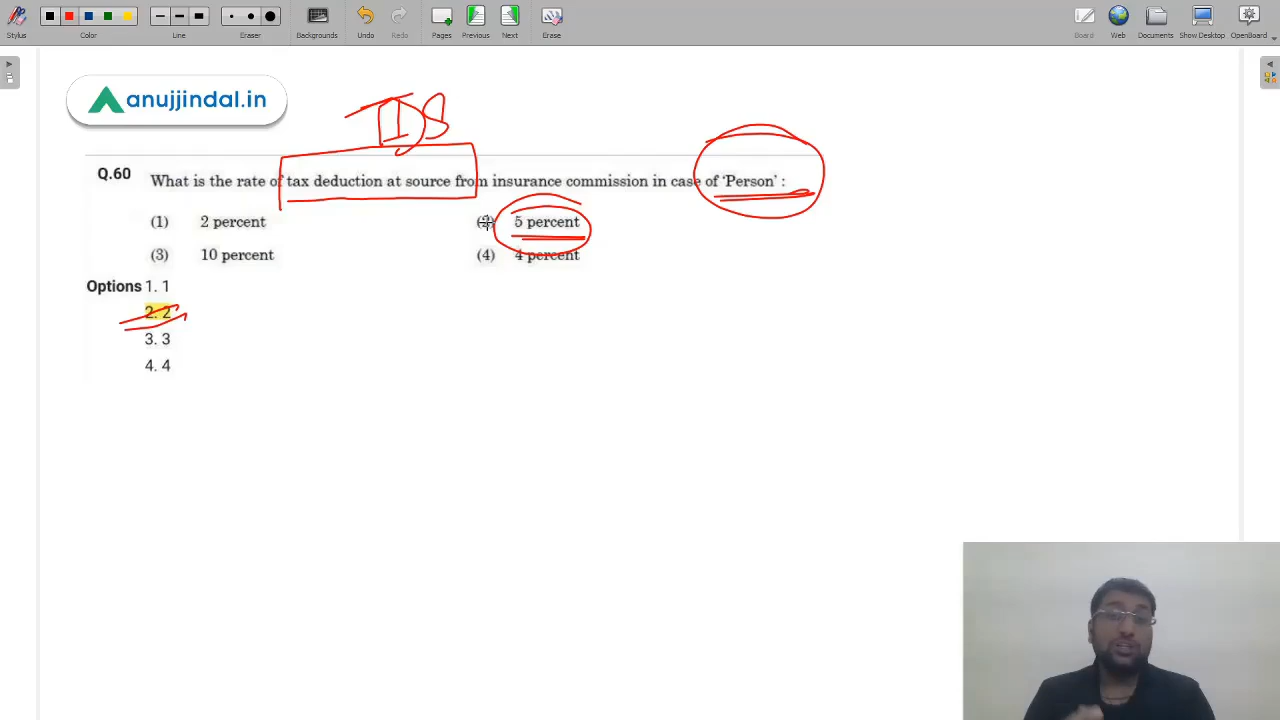 Stylus Color Line Eraser Backgrounds Undo Redo Pages Previous Next Erase Board Web Documents Show Desktop OpenBoard
anujjindal.in
TDS
Q.60 What is the rate of tax deduction at source from insurance commission in case of 'Person' :
(1) 2 percent (2) 5 percent
(3) 10 percent (4) 4 percent
Options 1. 1
2. 2
3. 3
4. 4